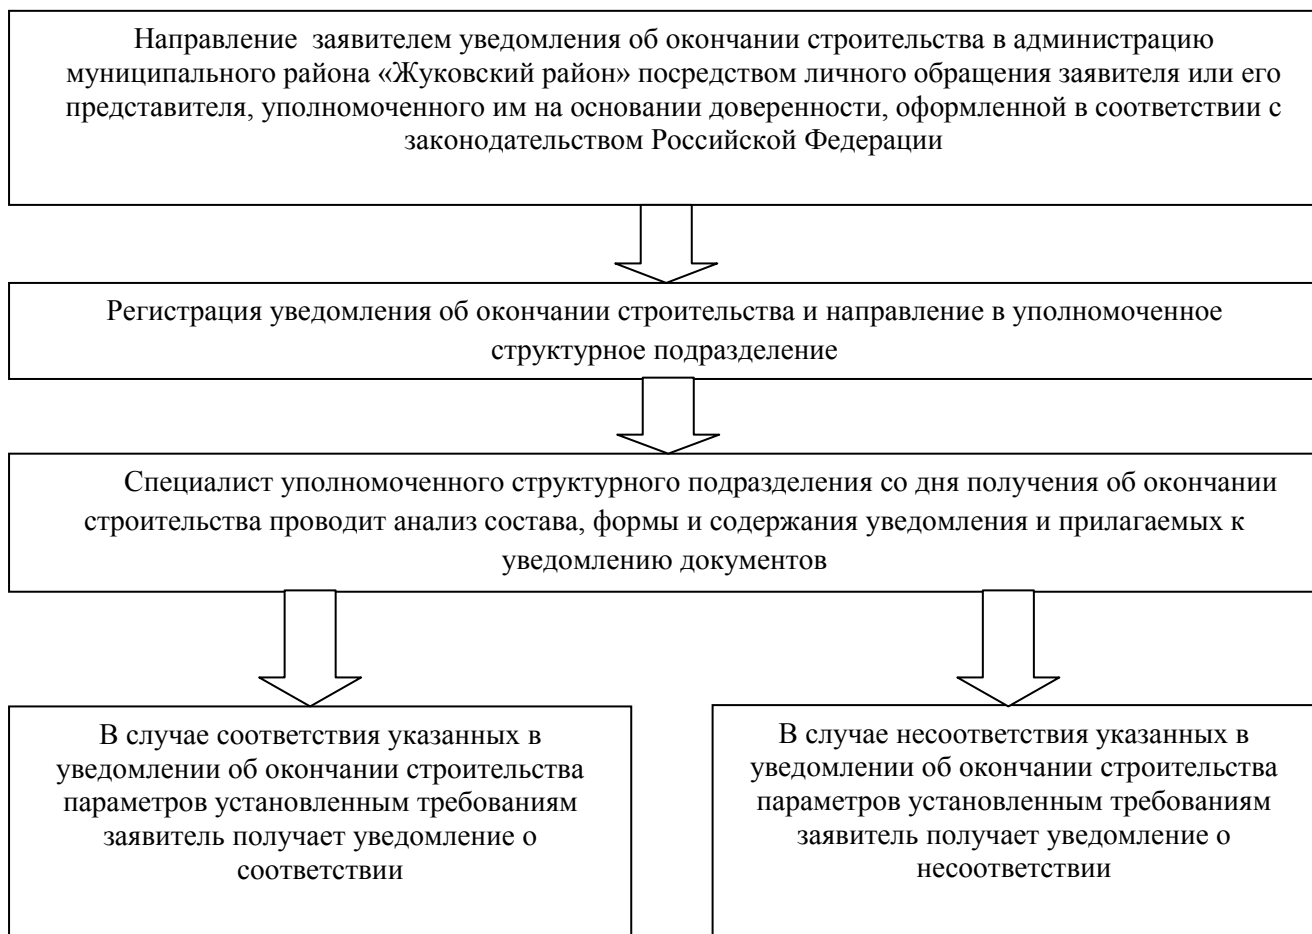 Направление заявителем уведомления об окончании строительства в администрацию
муниципального района «Жуковский район» посредством личного обращения заявителя или его
представителя, уполномоченного им на основании доверенности, оформленной в соответствии с
законодательством Российской Федерации
Регистрация уведомления об окончании строительства и направление в уполномоченное
структурное подразделение
Специалист уполномоченного структурного подразделения со дня получения об окончании
строительства проводит анализ состава, формы и содержания уведомления и прилагаемых к
уведомлению документов
В случае соответствия указанных в
уведомлении об окончании строительства
параметров установленным требованиям
заявитель получает уведомление о
соответствии
В случае несоответствия указанных в
уведомлении об окончании строительства
параметров установленным требованиям
заявитель получает уведомление о
несоответствии